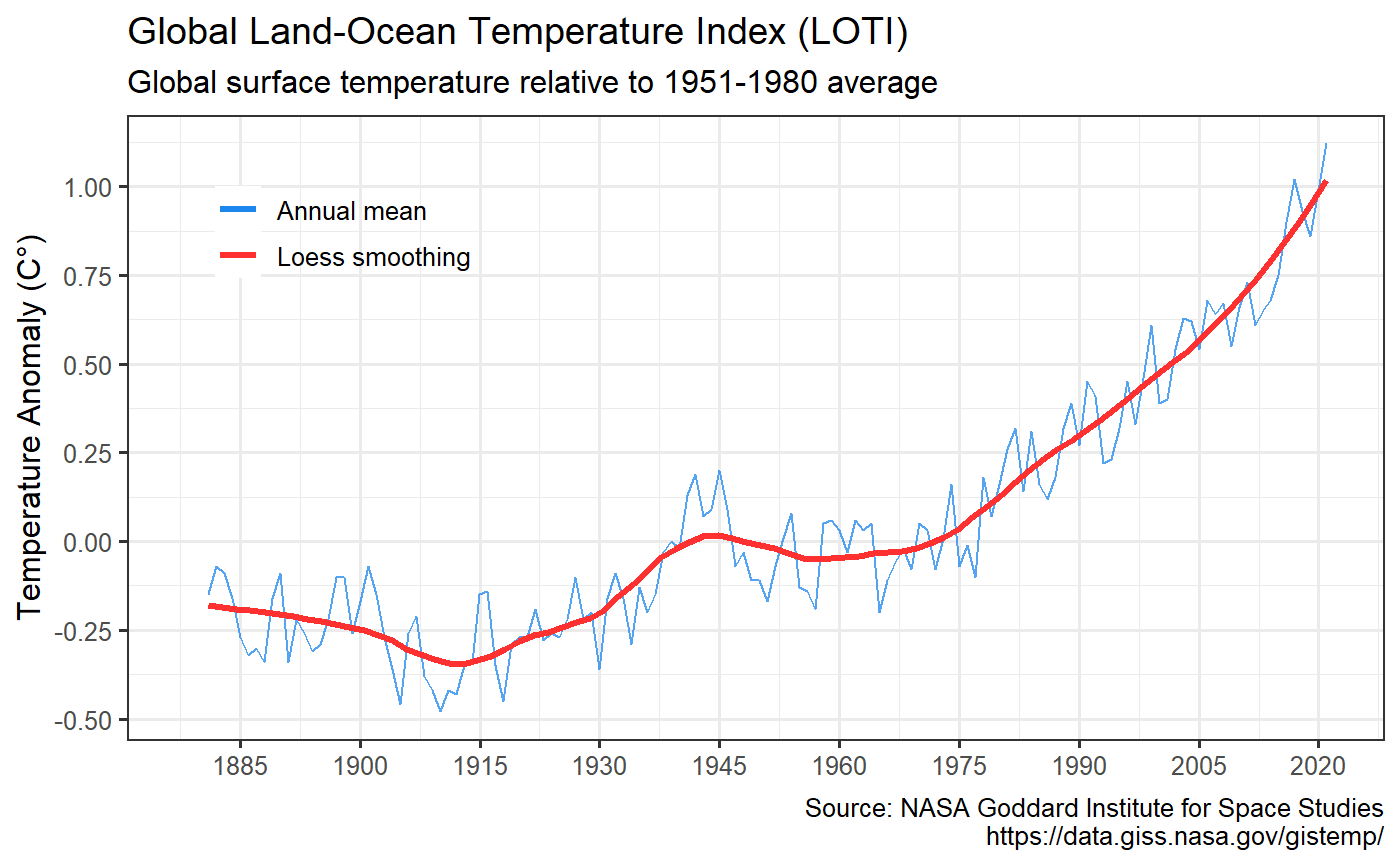 Global Land-Ocean Temperature Index (LOTI)
Global surface temperature relative to 1951-1980 average
Temperature Anomaly (C°)
1.00
0.75
0.50
0.25
0.00
-0.25
-0.50
Annual mean
Loess smoothing
1885 1900 1915 1930 1945 1960 1975 1990 2005 2020
Source: NASA Goddard Institute for Space Studies
https://data.giss.nasa.gov/gistemp/